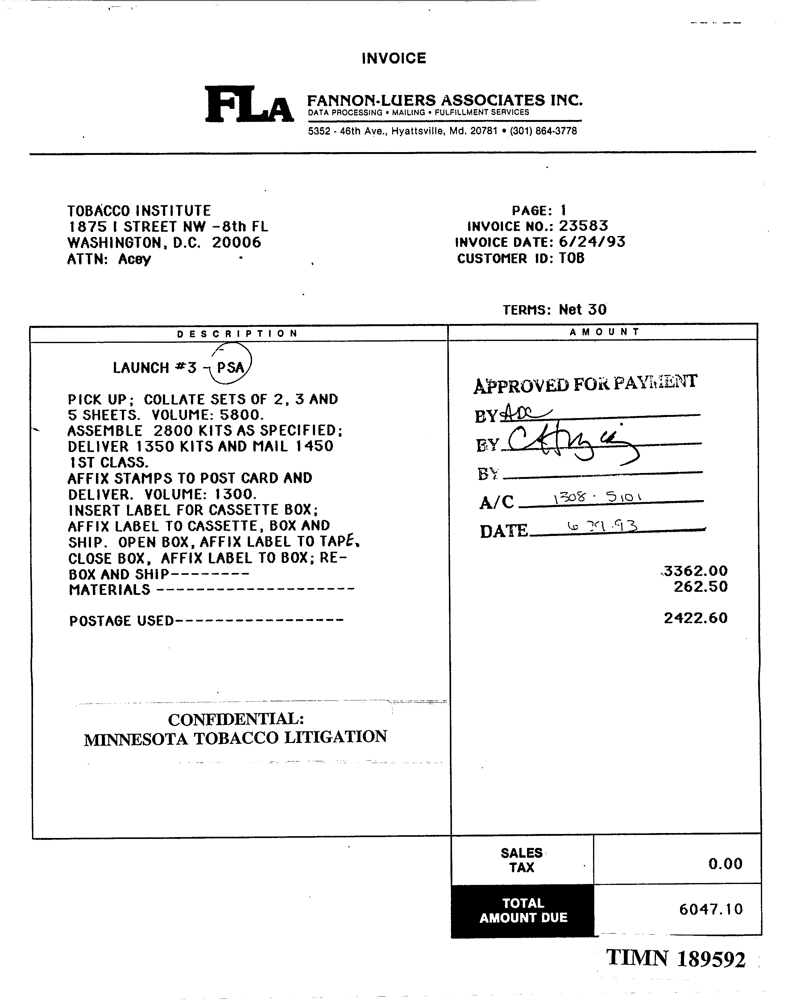 INVOICE
FLA FANNON-LUERS ASSOCIATES INC.
DATA PROCESSING • MAILING • FULFILLMENT SERVICES
5352 - 46th Ave., Hyattsville, Md. 20781 • (301) 864-3778
TOBACCO INSTITUTE
1875 I STREET NW -8th FL
WASHINGTON, D.C. 20006
ATTN: Acey
PAGE: 1
INVOICE NO.: 23583
INVOICE DATE: 6/24/93
CUSTOMER ID: TOB
TERMS: Net 30
DESCRIPTION
AMOUNT
LAUNCH #3 - PSA
PICK UP; COLLATE SETS OF 2, 3 AND
5 SHEETS. VOLUME: 5800.
ASSEMBLE 2800 KITS AS SPECIFIED;
DELIVER 1350 KITS AND MAIL 1450
1ST CLASS.
AFFIX STAMPS TO POST CARD AND
DELIVER. VOLUME: 1300.
INSERT LABEL FOR CASSETTE BOX;
AFFIX LABEL TO CASSETTE, BOX AND
SHIP. OPEN BOX, AFFIX LABEL TO TAPE,
CLOSE BOX, AFFIX LABEL TO BOX; RE-
BOX AND SHIP--------
MATERIALS --------------------
POSTAGE USED-----------------
APPROVED FOR PAYMENT
BY
BY
BY
A/C 1308 · 5101
DATE
3362.00
262.50
2422.60
CONFIDENTIAL:
MINNESOTA TOBACCO LITIGATION
SALES
TAX
0.00
TOTAL
AMOUNT DUE
6047.10
TIMN 189592